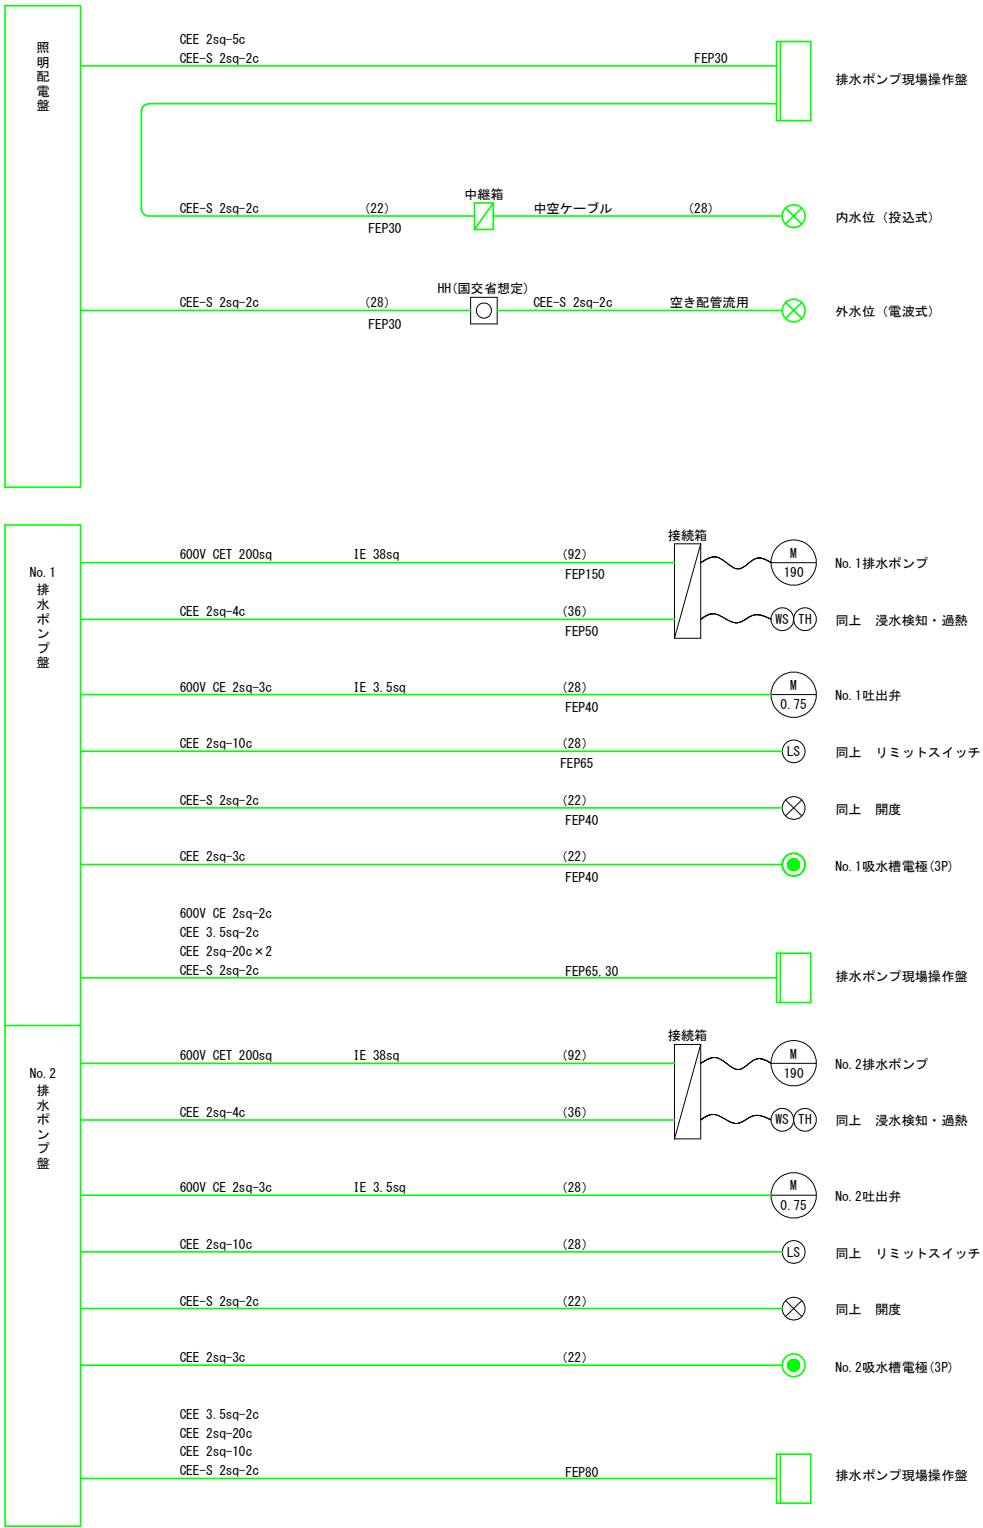 照明配電盤
CEE 2sq-5c
CEE-S 2sq-2c
FEP30
排水ポンプ現場操作盤
中継箱
CEE-S 2sq-2c
(22)
FEP30
中空ケーブル
(28)
内水位（投込式）
HH(国交省想定)
CEE-S 2sq-2c
(28)
FEP30
CEE-S 2sq-2c
空き配管流用
外水位（電波式）
No.1
排水ポンプ盤
接続箱
600V CET 200sq
IE 38sq
(92)
FEP150
M
190
No.1排水ポンプ
CEE 2sq-4c
(36)
FEP50
WS
TH
同上　浸水検知・過熱
600V CE 2sq-3c
IE 3.5sq
(28)
FEP40
M
0.75
No.1吐出弁
CEE 2sq-10c
(28)
FEP65
LS
同上　リミットスイッチ
CEE-S 2sq-2c
(22)
FEP40
同上　開度
CEE 2sq-3c
(22)
FEP40
No.1吸水槽電極(3P)
600V CE 2sq-2c
CEE 3.5sq-2c
CEE 2sq-20c×2
CEE-S 2sq-2c
FEP65,30
排水ポンプ現場操作盤
No.2
排水ポンプ盤
接続箱
600V CET 200sq
IE 38sq
(92)
M
190
No.2排水ポンプ
CEE 2sq-4c
(36)
WS
TH
同上　浸水検知・過熱
600V CE 2sq-3c
IE 3.5sq
(28)
M
0.75
No.2吐出弁
CEE 2sq-10c
(28)
LS
同上　リミットスイッチ
CEE-S 2sq-2c
(22)
同上　開度
CEE 2sq-3c
(22)
No.2吸水槽電極(3P)
CEE 3.5sq-2c
CEE 2sq-20c
CEE 2sq-10c
CEE-S 2sq-2c
FEP80
排水ポンプ現場操作盤